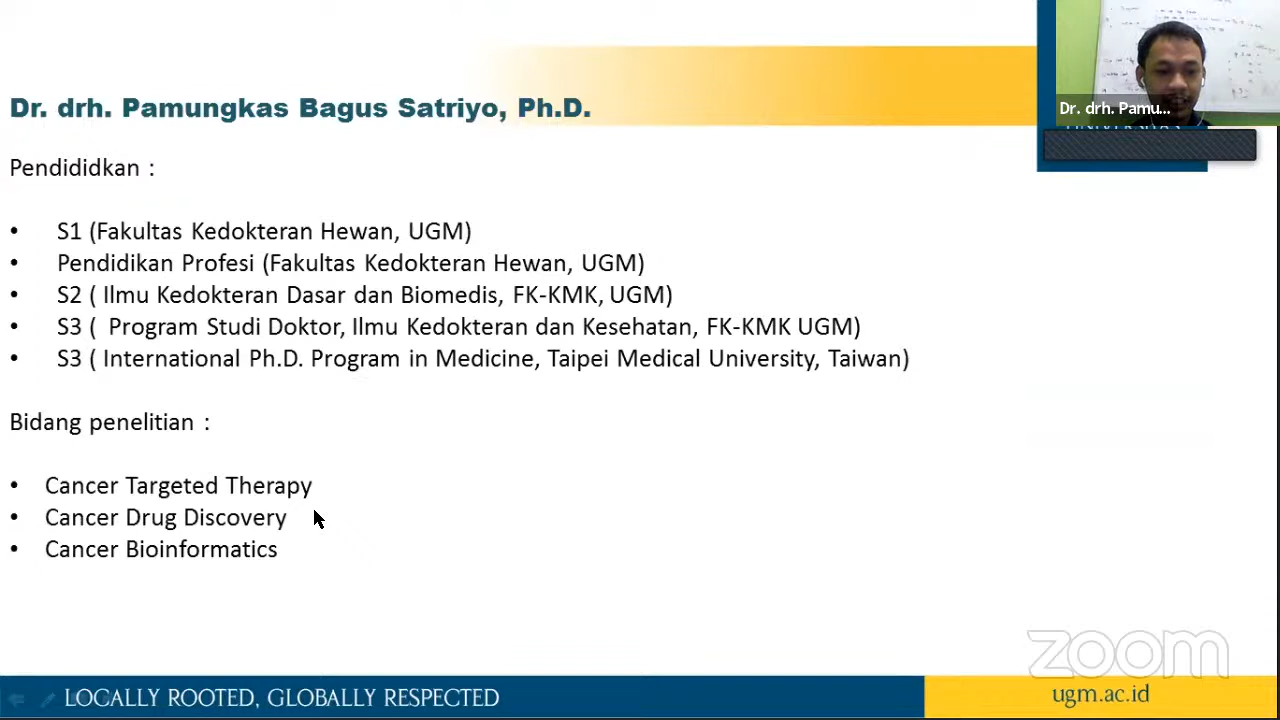 Dr. drh. Pamungkas Bagus Satriyo, Ph.D.
Dr. drh. Pamu...
UNIVERSITAS
Pendididkan :
• S1 (Fakultas Kedokteran Hewan, UGM)
• Pendidikan Profesi (Fakultas Kedokteran Hewan, UGM)
• S2 ( Ilmu Kedokteran Dasar dan Biomedis, FK-KMK, UGM)
• S3 ( Program Studi Doktor, Ilmu Kedokteran dan Kesehatan, FK-KMK UGM)
• S3 ( International Ph.D. Program in Medicine, Taipei Medical University, Taiwan)
Bidang penelitian :
• Cancer Targeted Therapy
• Cancer Drug Discovery
• Cancer Bioinformatics
zoom
LOCALLY ROOTED, GLOBALLY RESPECTED
ugm.ac.id